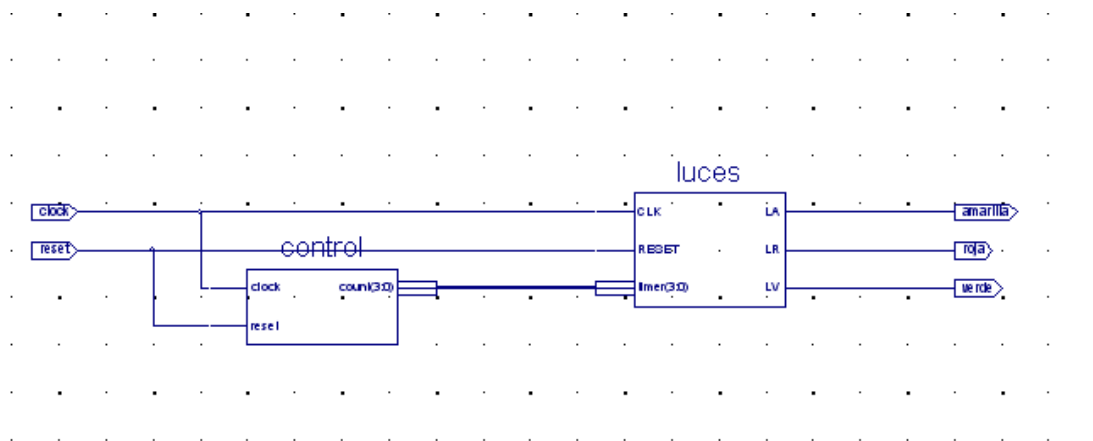 luces
clock CLK LA amarilla
reset control RESET LR roja
clock count(3:0) timer(3:0) LV verde
reset